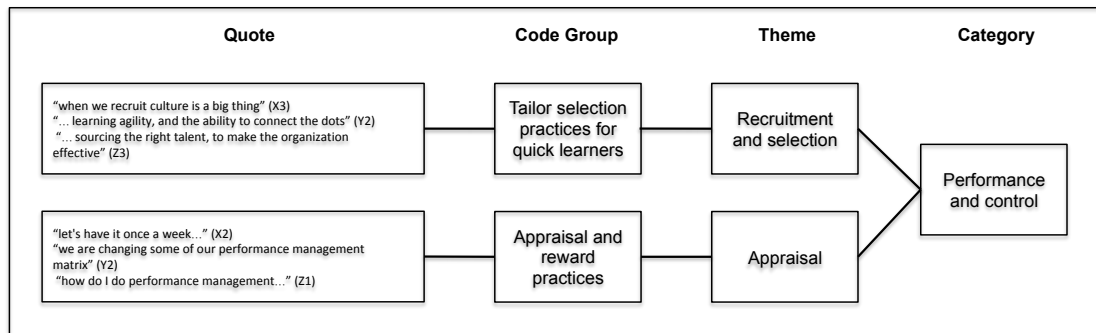 Quote
Code Group
Theme
Category
“when we recruit culture is a big thing” (X3)
“… learning agility, and the ability to connect the dots” (Y2)
“… sourcing the right talent, to make the organization
effective” (Z3)
Tailor selection
practices for
quick learners
Recruitment
and selection
Performance
and control
“let's have it once a week…” (X2)
“we are changing some of our performance management
matrix” (Y2)
“how do I do performance management…” (Z1)
Appraisal and
reward
practices
Appraisal